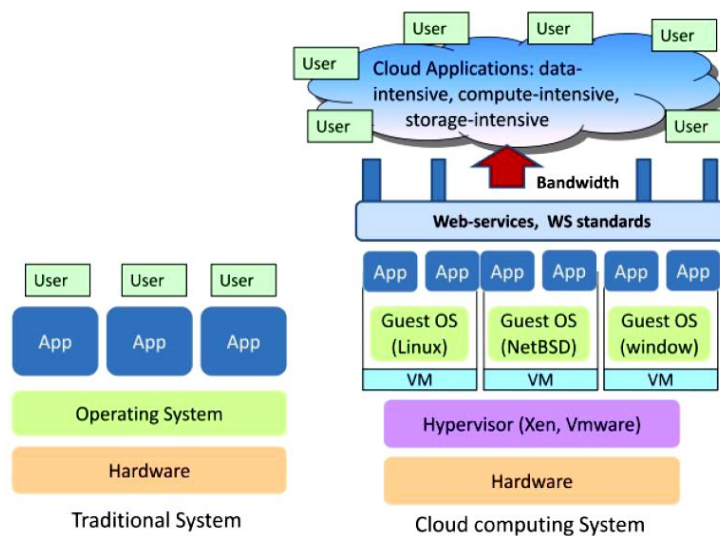 User
User
User
User
Cloud Applications: data-
intensive, compute-intensive,
storage-intensive
User
User
Bandwidth
Web-services, WS standards
App
App
App
App
App
App
Guest OS
(Linux)
Guest OS
(NetBSD)
Guest OS
(window)
VM
VM
VM
Hypervisor (Xen, Vmware)
Hardware
Cloud computing System
User
User
User
App
App
App
Operating System
Hardware
Traditional System